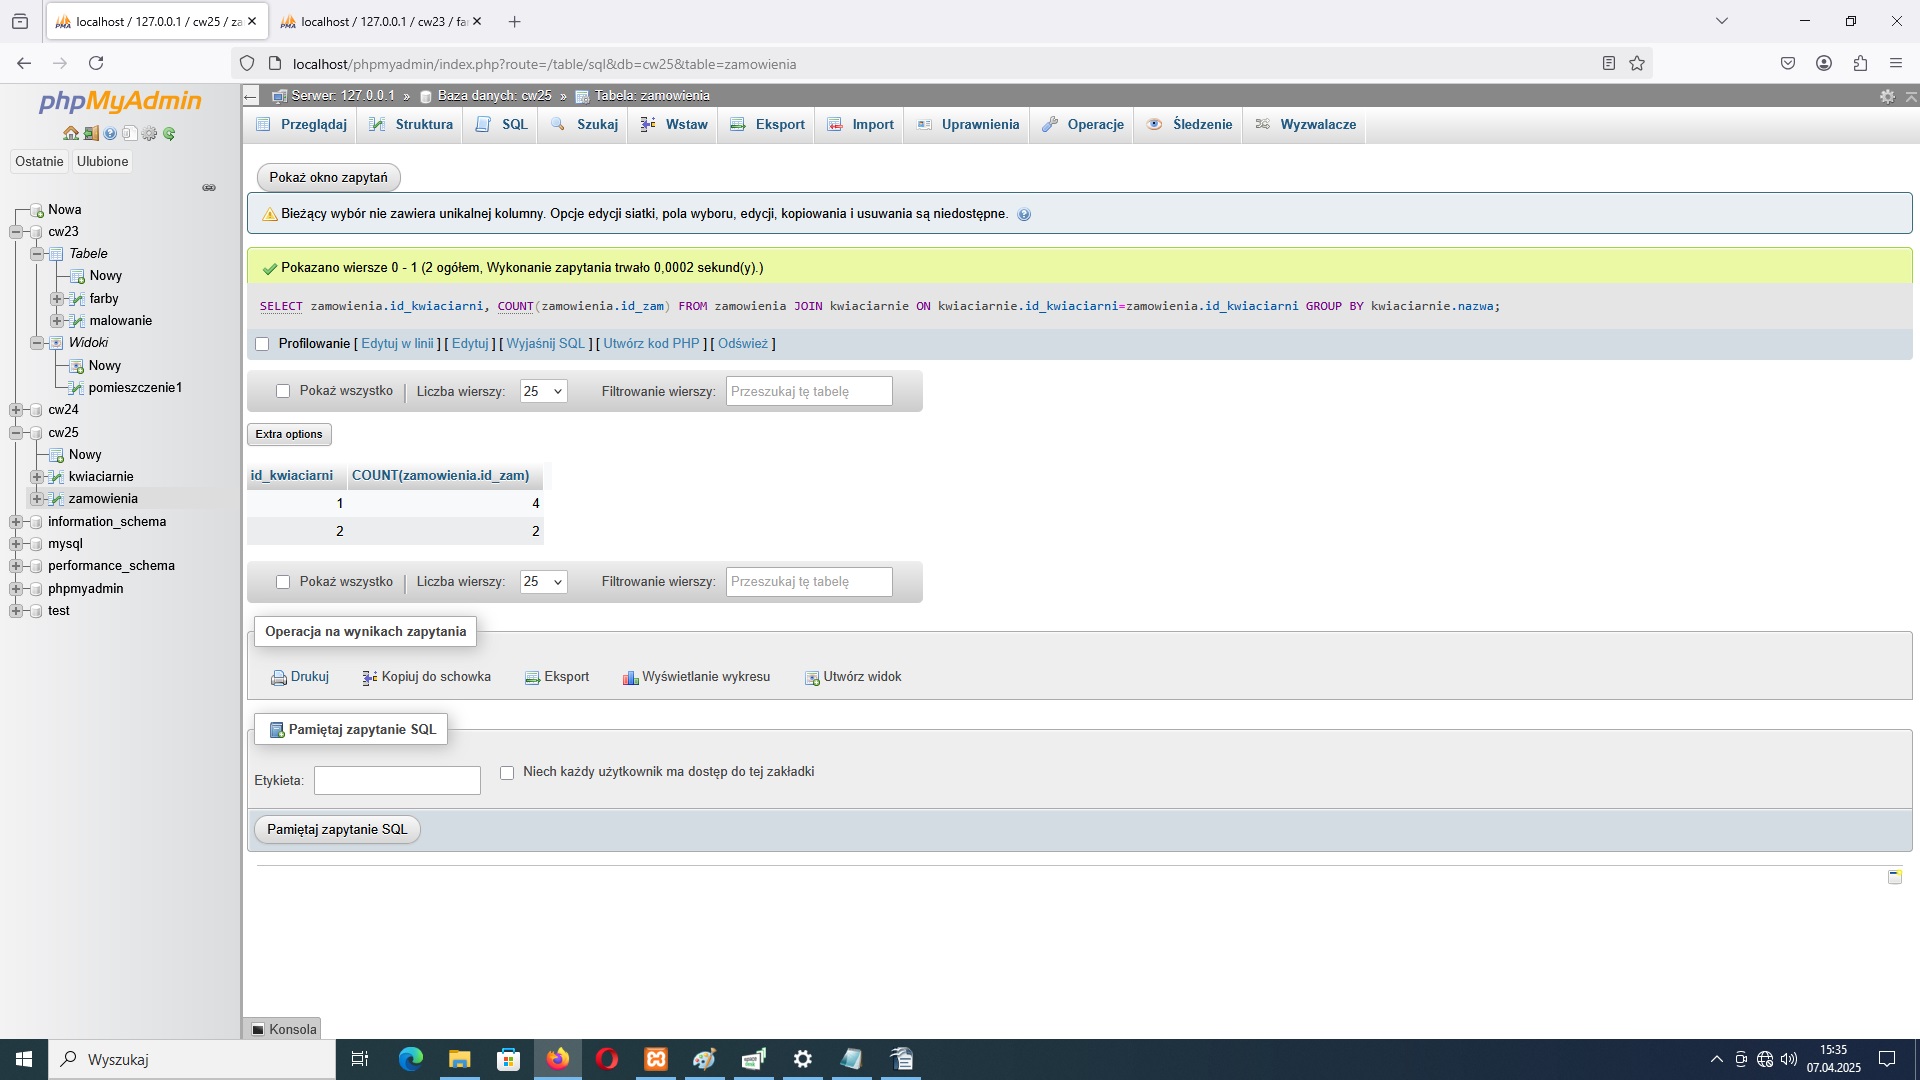 localhost / 127.0.0.1 / cw25 / za
localhost / 127.0.0.1 / cw23 / fa
localhost/phpmyadmin/index.php?route=/table/sql&db=cw25&table=zamowienia
phpMyAdmin
Ostatnie
Ulubione
Nowa
cw23
Tabele
Nowy
farby
malowanie
Widoki
Nowy
pomieszczenie1
cw24
cw25
Nowy
kwiaciarnie
zamowienia
information_schema
mysql
performance_schema
phpmyadmin
test
Serwer: 127.0.0.1 » Baza danych: cw25 » Tabela: zamowienia
Przeglądaj Struktura SQL Szukaj Wstaw Eksport Import Uprawnienia Operacje Śledzenie Wyzwalacze
Pokaż okno zapytań
Bieżący wybór nie zawiera unikalnej kolumny. Opcje edycji siatki, pola wyboru, edycji, kopiowania i usuwania są niedostępne.
Pokazano wiersze 0 - 1 (2 ogółem, Wykonanie zapytania trwało 0,0002 sekund(y).)
SELECT zamowienia.id_kwiaciarni, COUNT(zamowienia.id_zam) FROM zamowienia JOIN kwiaciarnie ON kwiaciarnie.id_kwiaciarni=zamowienia.id_kwiaciarni GROUP BY kwiaciarnie.nazwa;
Profilowanie [ Edytuj w linii ] [ Edytuj ] [ Wyjaśnij SQL ] [ Utwórz kod PHP ] [ Odśwież ]
Pokaż wszystko | Liczba wierszy: 25 Filtrowanie wierszy: Przeszukaj tę tabelę
Extra options
id_kwiaciarni COUNT(zamowienia.id_zam)
1 4
2 2
Pokaż wszystko | Liczba wierszy: 25 Filtrowanie wierszy: Przeszukaj tę tabelę
Operacja na wynikach zapytania
Drukuj Kopiuj do schowka Eksport Wyświetlanie wykresu Utwórz widok
Pamiętaj zapytanie SQL
Etykieta: Niech każdy użytkownik ma dostęp do tej zakładki
Pamiętaj zapytanie SQL
Konsola
Wyszukaj
15:35
07.04.2025